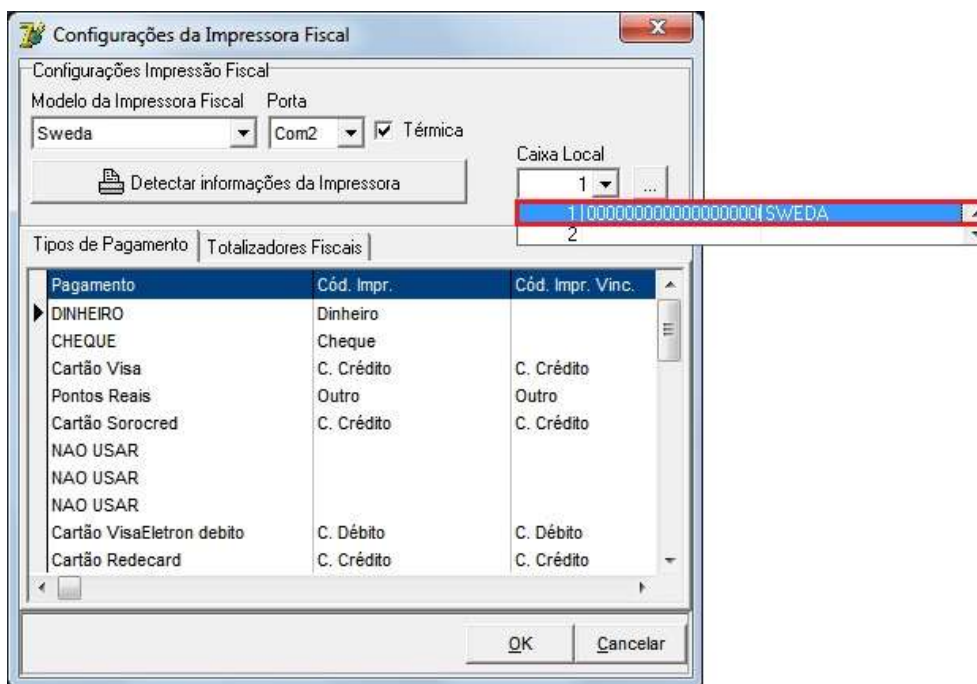 Configurações da Impressora Fiscal
Configurações Impressão Fiscal
Modelo da Impressora Fiscal Porta
Sweda Com2 Térmica
Caixa Local
Detectar informações da Impressora 1 ...
1 00000000000000000000 SWEDA
2
Tipos de Pagamento Totalizadores Fiscais
Pagamento Cód. Impr. Cód. Impr. Vinc.
DINHEIRO Dinheiro
CHEQUE Cheque
Cartão Visa C. Crédito C. Crédito
Pontos Reais Outro Outro
Cartão Sorocred C. Crédito C. Crédito
NAO USAR
NAO USAR
NAO USAR
Cartão VisaEletron debito C. Débito C. Débito
Cartão Redecard C. Crédito C. Crédito
OK Cancelar